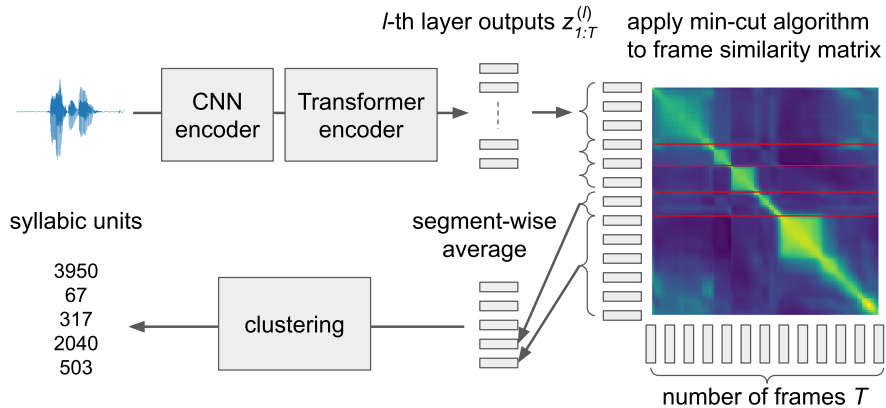 l-th layer outputs z_{1:T}^{(l)}
apply min-cut algorithm
to frame similarity matrix
CNN
encoder
Transformer
encoder
syllabic units
3950
67
317
2040
503
clustering
segment-wise
average
number of frames T